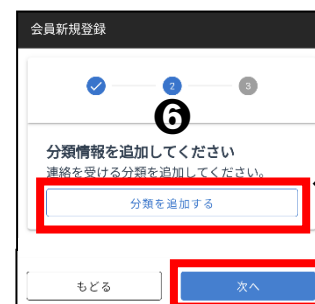 会員新規登録
2
3
❻
分類情報を追加してください
連絡を受ける分類を追加してください。
分類を追加する
もどる
次へ